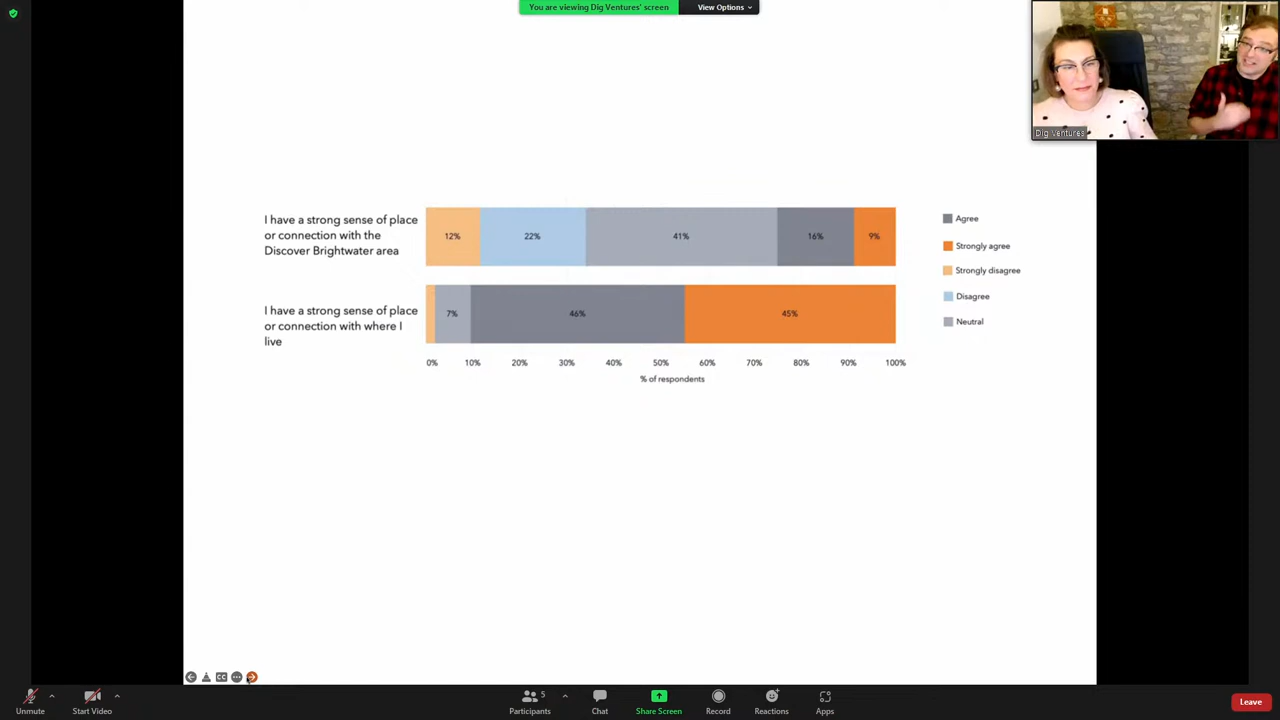 You are viewing Dig Ventures' screen
View Options
Dig Ventures
I have a strong sense of place
or connection with the
Discover Brightwater area
12%
22%
41%
16%
9%
I have a strong sense of place
or connection with where I
live
7%
46%
45%
0%
10%
20%
30%
40%
50%
60%
70%
80%
90%
100%
% of respondents
Agree
Strongly agree
Strongly disagree
Disagree
Neutral
CC
Unmute
Start Video
5
Participants
Chat
Share Screen
Record
Reactions
Apps
Leave